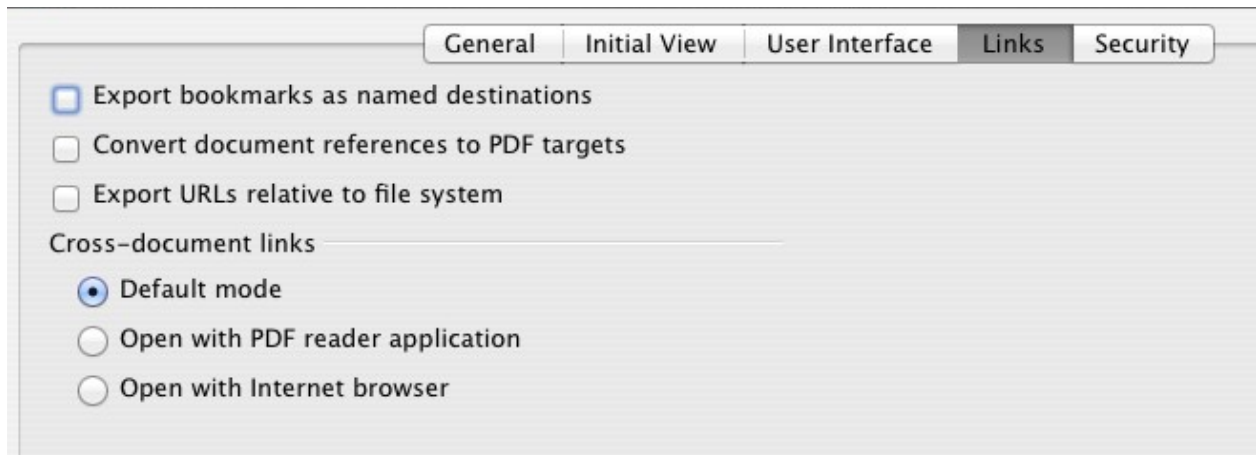 General Initial View User Interface Links Security
Export bookmarks as named destinations
Convert document references to PDF targets
Export URLs relative to file system
Cross-document links
Default mode
Open with PDF reader application
Open with Internet browser